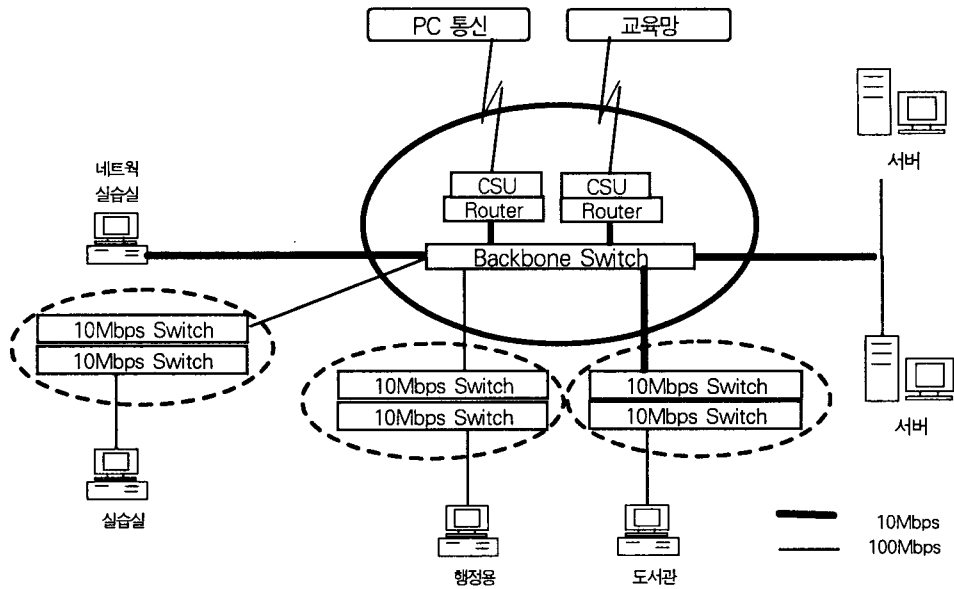 PC 통신
교육망
CSU
Router
CSU
Router
Backbone Switch
서버
서버
네트웍
실습실
10Mbps Switch
10Mbps Switch
실습실
10Mbps Switch
10Mbps Switch
행정용
10Mbps Switch
10Mbps Switch
도서관
10Mbps
100Mbps